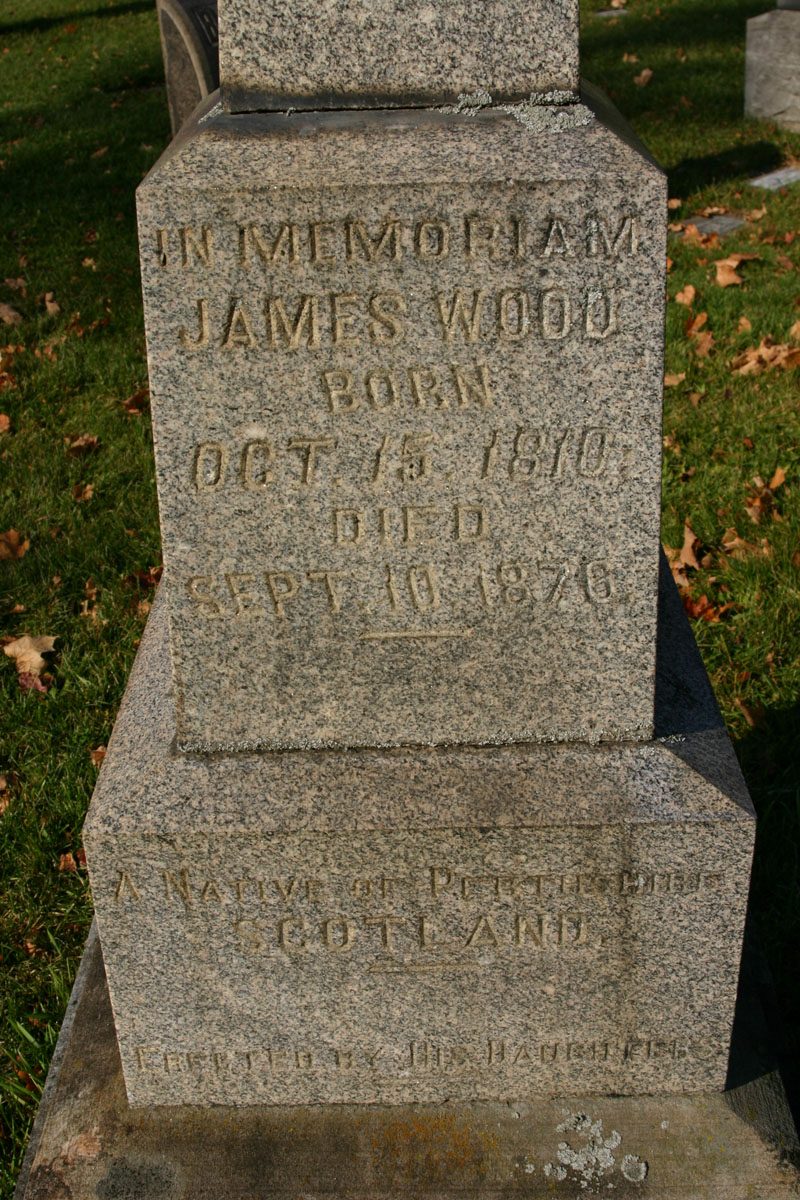 IN MEMORIAM
JAMES WOOD
BORN
OCT. 15. 1810.
DIED
SEPT. 10. 1876.
A NATIVE OF PERTHSHIRE
SCOTLAND.
ERECTED BY HIS DAUGHTERS